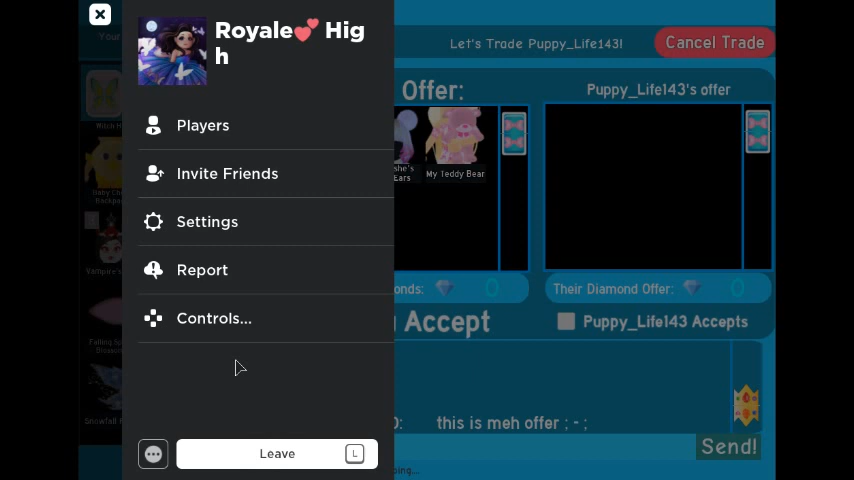 Royale💕 Hig
h
Players
Invite Friends
Settings
Report
Controls...
Leave
L
Let's Trade Puppy_Life143!
Cancel Trade
Offer:
Puppy_Life143's offer
My Teddy Bear
Ears
Their Diamond Offer: 0
0
Accept
Puppy_Life143 Accepts
this is meh offer ; - ;
Send!